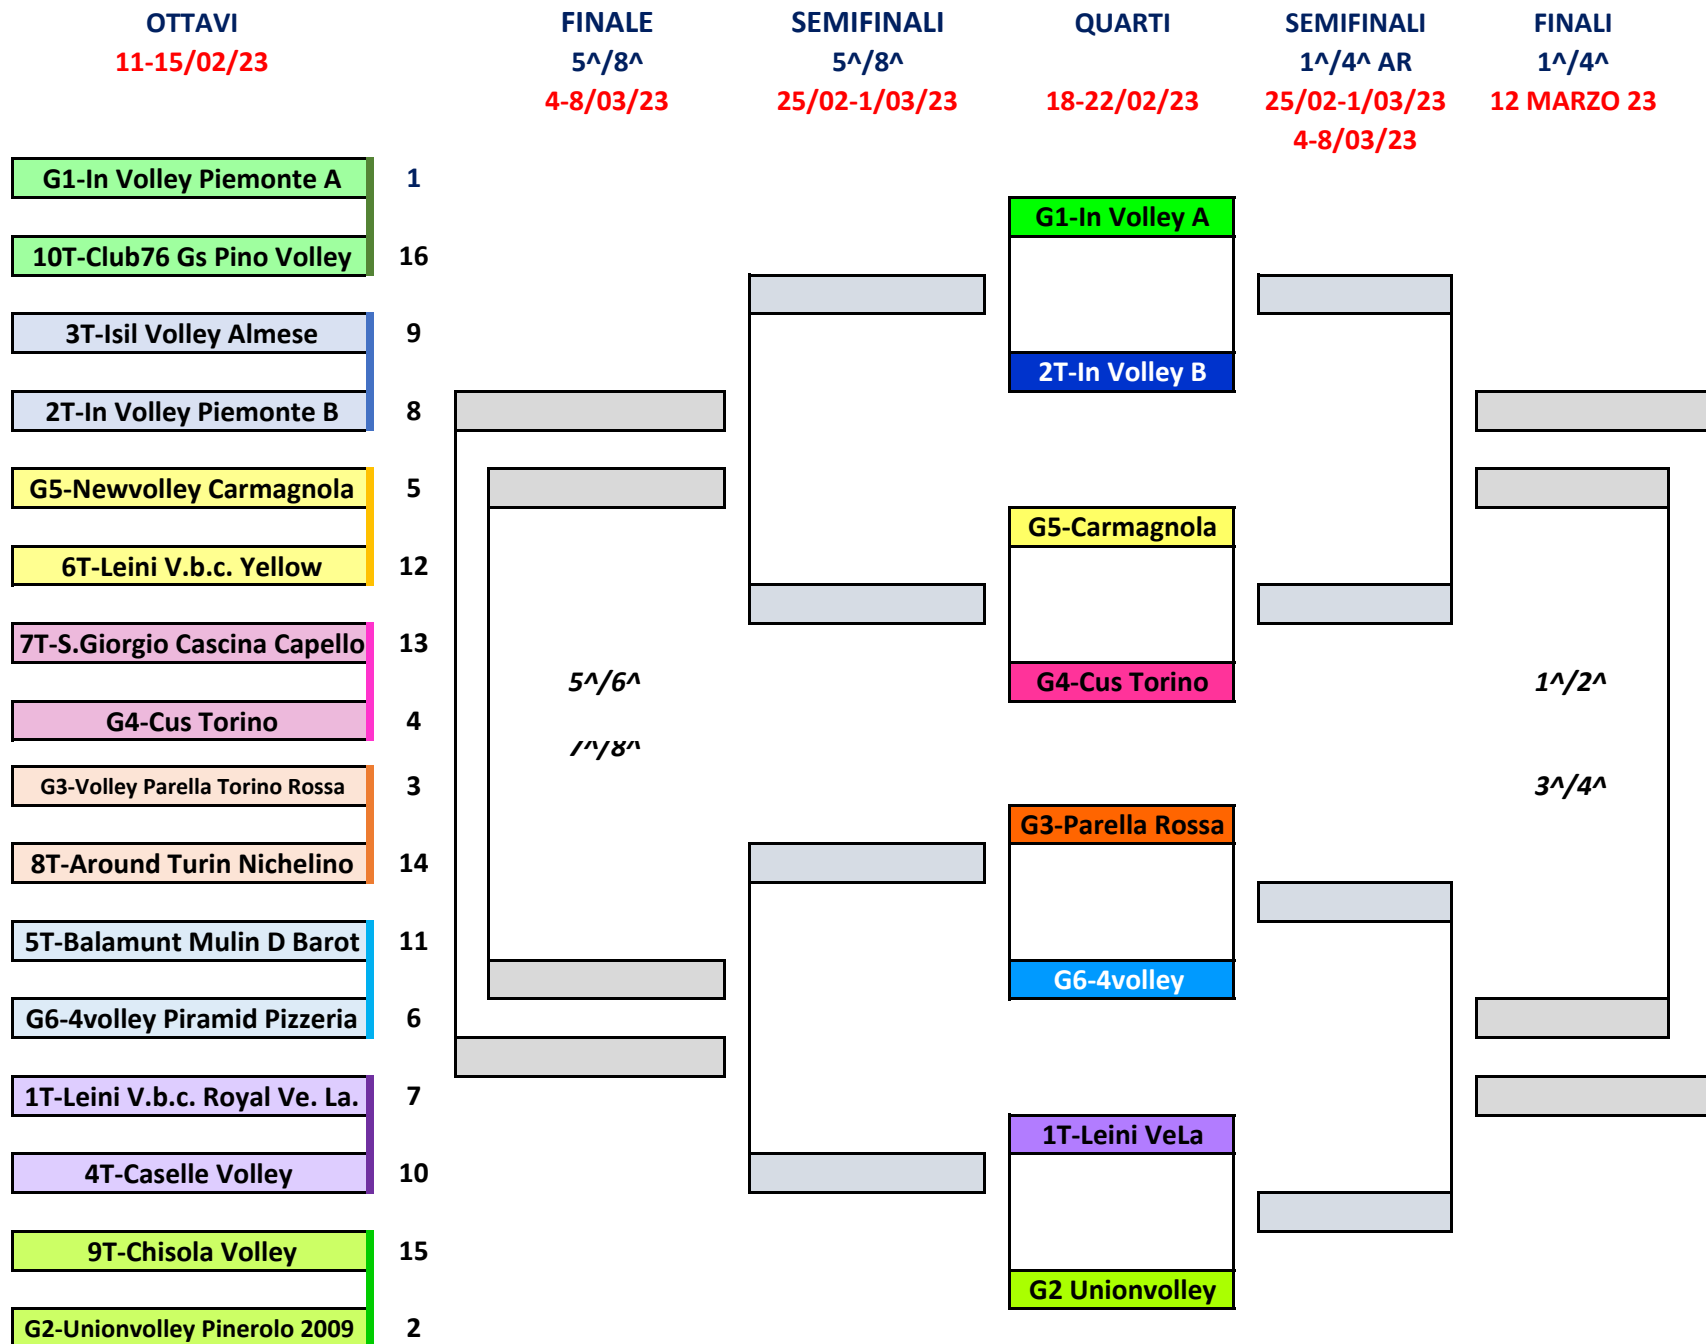 OTTAVI FINALE SEMIFINALI QUARTI SEMIFINALI FINALI
5^/8^ 5^/8^ 1^/4^ AR 1^/4^
11-15/02/23 4-8/03/23 25/02-1/03/23 18-22/02/23 25/02-1/03/23 12 MARZO 23
4-8/03/23
G1-In Volley Piemonte A 1
G1-In Volley A
10T-Club76 Gs Pino Volley 16
3T-Isil Volley Almese 9
2T-In Volley B
2T-In Volley Piemonte B 8
G5-Newvolley Carmagnola 5
G5-Carmagnola
6T-Leini V.b.c. Yellow 12
7T-S.Giorgio Cascina Capello 13
5^/6^ G4-Cus Torino 1^/2^
G4-Cus Torino 4
7^/8^
G3-Volley Parella Torino Rossa 3 3^/4^
G3-Parella Rossa
8T-Around Turin Nichelino 14
5T-Balamunt Mulin D Barot 11
G6-4volley
G6-4volley Piramid Pizzeria 6
1T-Leini V.b.c. Royal Ve. La. 7
1T-Leini VeLa
4T-Caselle Volley 10
9T-Chisola Volley 15
G2 Unionvolley
G2-Unionvolley Pinerolo 2009 2